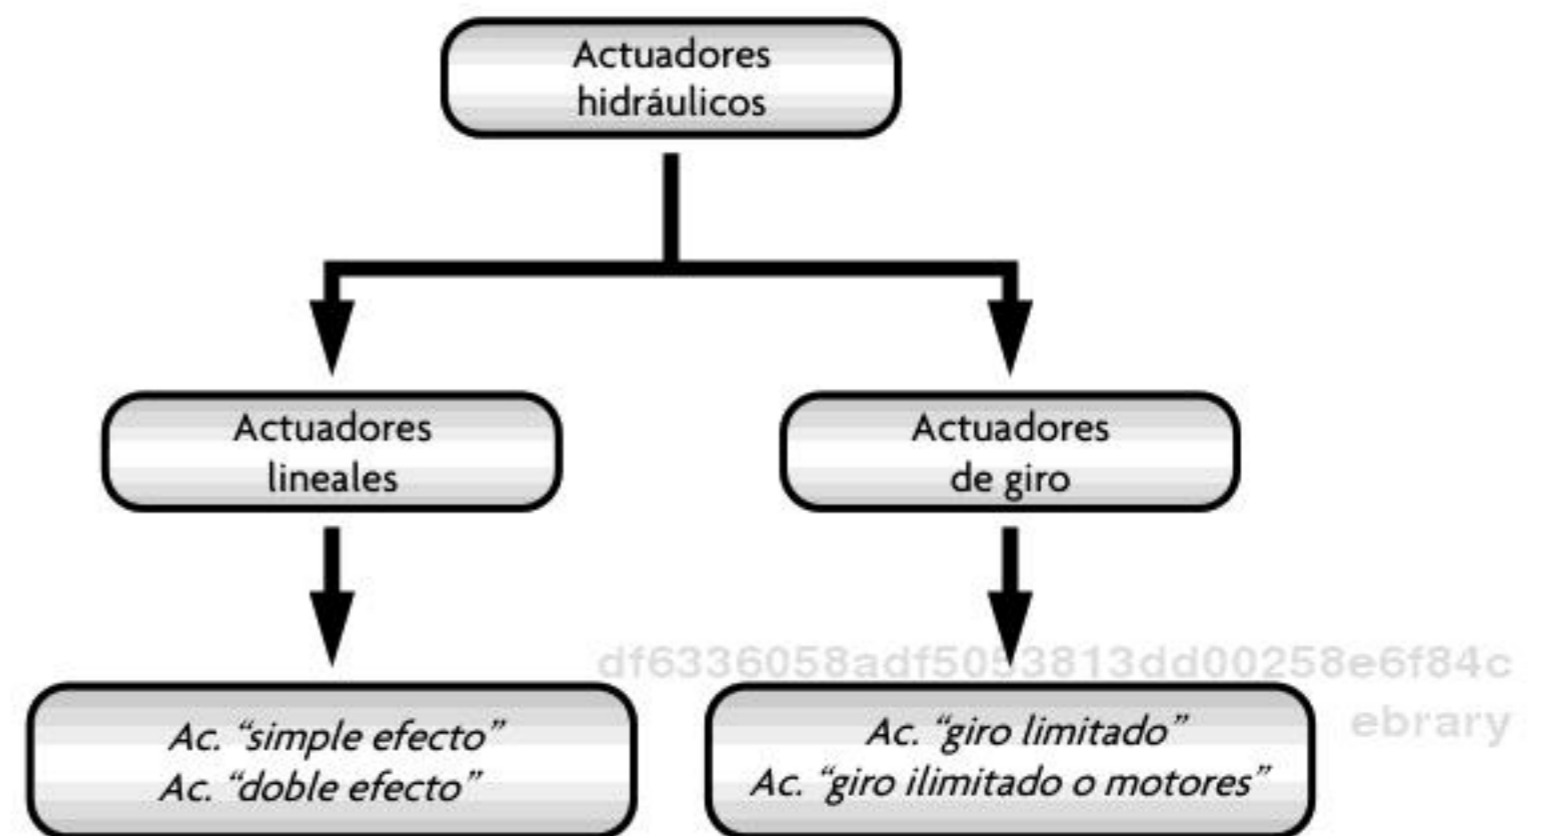 Actuadores
hidráulicos
Actuadores
lineales
Actuadores
de giro
df6336058adf5053813dd00258e6f84c
ebrary
Ac. “simple efecto”
Ac. “doble efecto”
Ac. “giro limitado”
Ac. “giro ilimitado o motores”